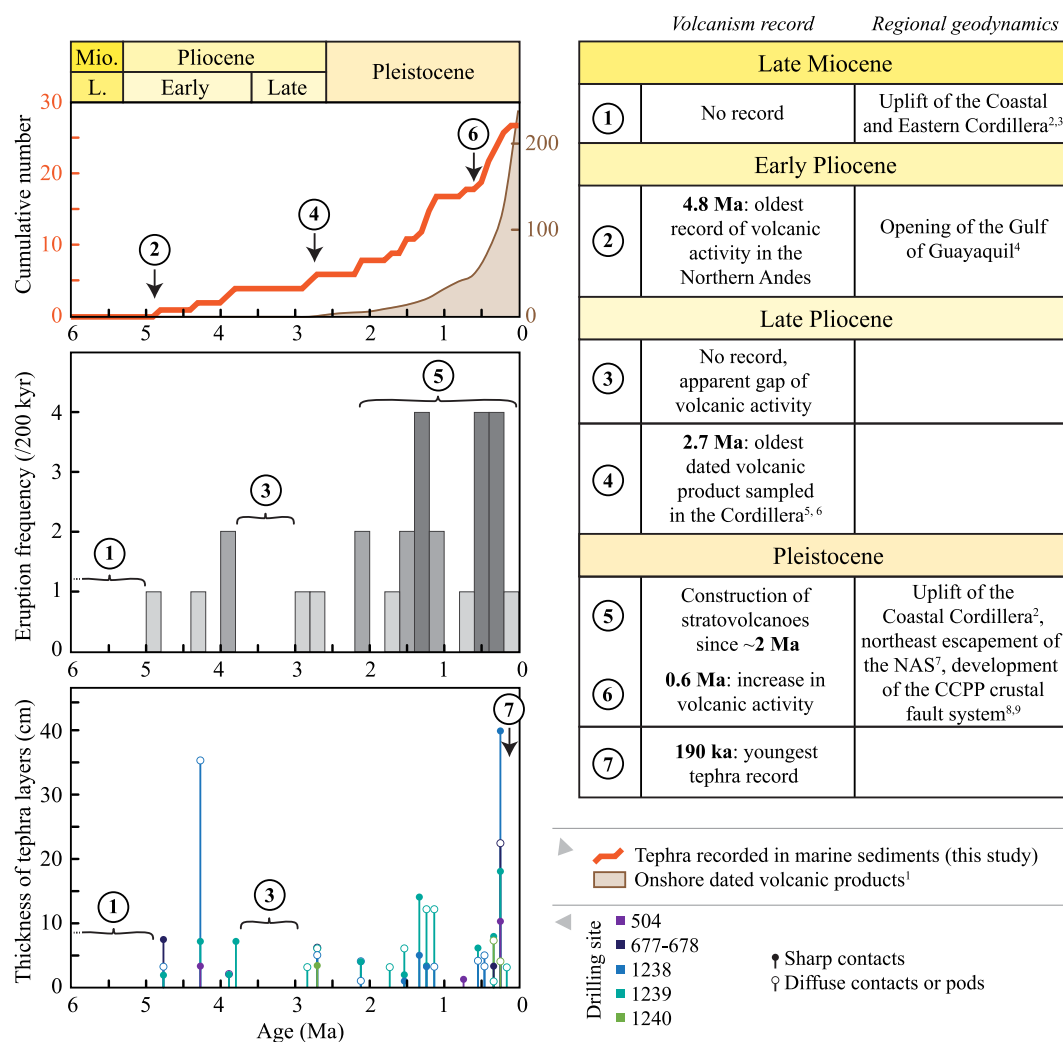 Mio.
Pliocene
Pleistocene
L.
Early
Late
Cumulative number
30
20
10
0
200
100
0
2
4
6
6
5
4
3
2
1
0
Eruption frequency (/200 kyr)
4
3
2
1
0
1
3
5
6
5
4
3
2
1
0
Thickness of tephra layers (cm)
40
30
20
10
0
1
3
7
6
5
4
3
2
1
0
Age (Ma)
Volcanism record
Regional geodynamics
Late Miocene
1
No record
Uplift of the Coastal
and Eastern Cordillera2,3
Early Pliocene
2
4.8 Ma: oldest
record of volcanic
activity in the
Northern Andes
Opening of the Gulf
of Guayaquil4
Late Pliocene
3
No record,
apparent gap of
volcanic activity
4
2.7 Ma: oldest
dated volcanic
product sampled
in the Cordillera5, 6
Pleistocene
5
Construction of
stratovolcanoes
since ~2 Ma
6
0.6 Ma: increase in
volcanic activity
Uplift of the
Coastal Cordillera2,
northeast escapement of
the NAS7, development
of the CCPP crustal
fault system8,9
7
190 ka: youngest
tephra record
Tephra recorded in marine sediments (this study)
Onshore dated volcanic products1
Drilling site
504
677-678
1238
1239
1240
Sharp contacts
Diffuse contacts or pods